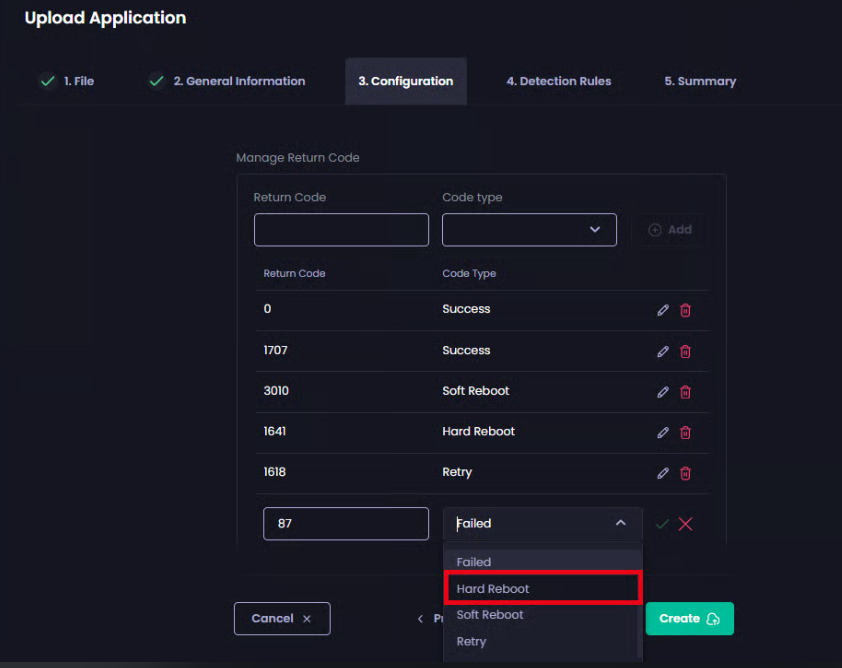 Upload Application
1. File
2. General Information
3. Configuration
4. Detection Rules
5. Summary
Manage Return Code
Return Code Code type
Add
Return Code Code Type
0 Success
1707 Success
3010 Soft Reboot
1641 Hard Reboot
1618 Retry
87 Failed
Failed
Hard Reboot
Soft Reboot
Retry
Cancel
Create